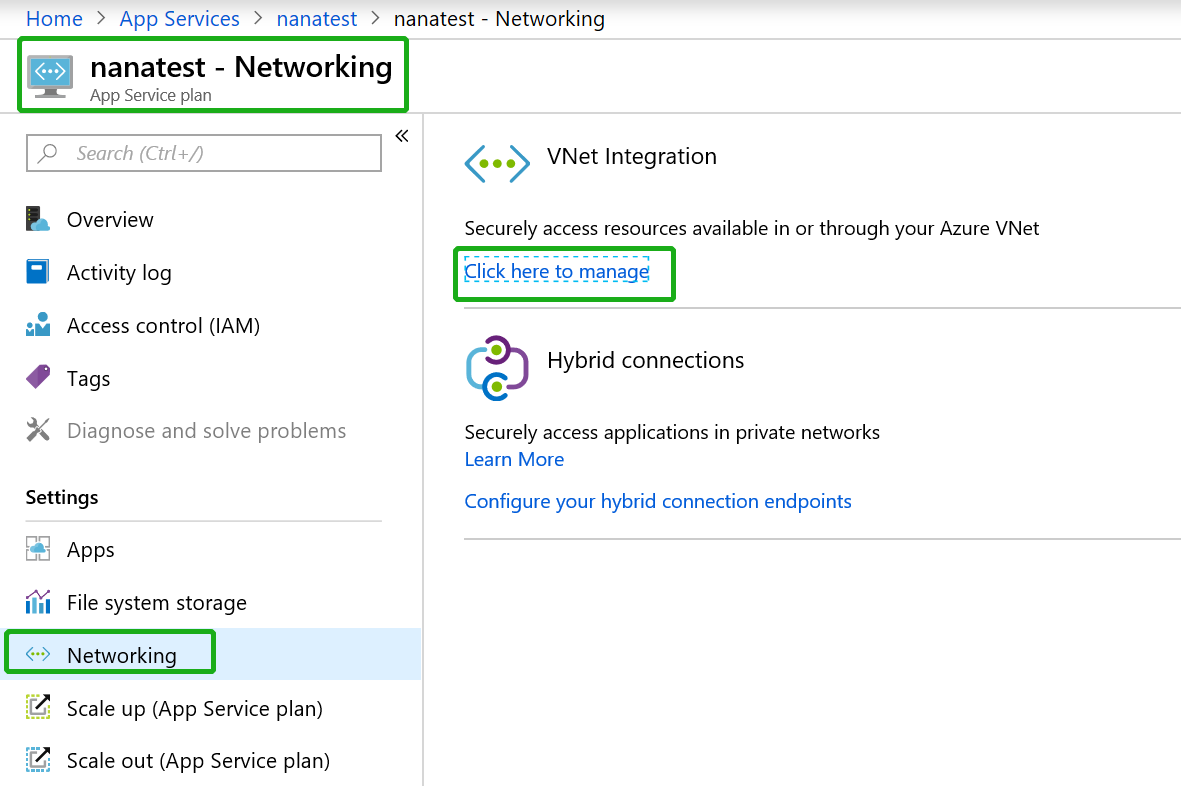 Home > App Services > nanatest > nanatest - Networking
nanatest - Networking
App Service plan
Search (Ctrl+/)
«
Overview
Activity log
Access control (IAM)
Tags
Diagnose and solve problems
Settings
Apps
File system storage
Networking
Scale up (App Service plan)
Scale out (App Service plan)
VNet Integration
Securely access resources available in or through your Azure VNet
Click here to manage
Hybrid connections
Securely access applications in private networks
Learn More
Configure your hybrid connection endpoints